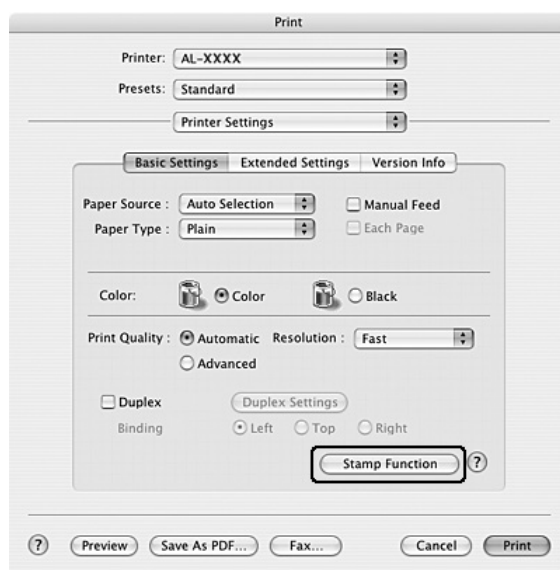 Print
Printer: AL-XXXX
Presets: Standard
Printer Settings
Basic Settings Extended Settings Version Info
Paper Source : Auto Selection Manual Feed
Paper Type : Plain Each Page
Color: Color Black
Print Quality : Automatic Resolution : Fast
Advanced
Duplex Duplex Settings
Binding Left Top Right
Stamp Function ?
? Preview Save As PDF... Fax... Cancel Print